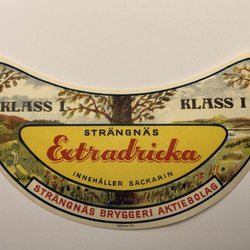 KLASS I
KLASS I
STRÄNGNÄS
Extradricka
INNEHÅLLER SACKARIN
STRÄNGNÄS BRYGGERI AKTIEBOLAG